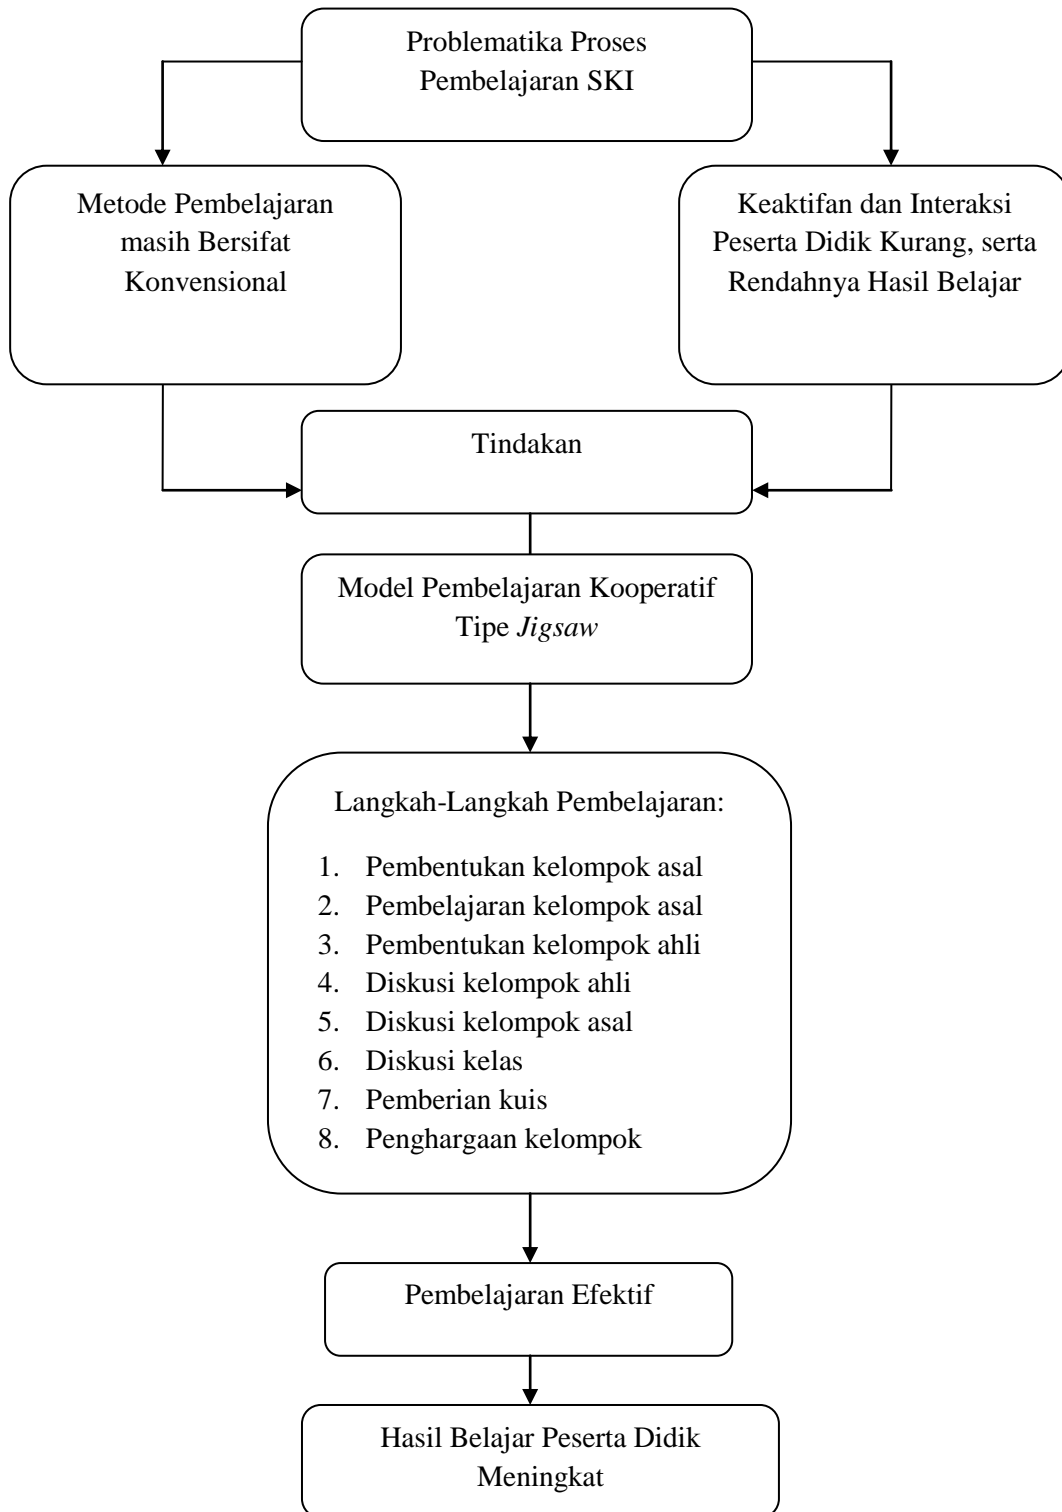 Problematika Proses
Pembelajaran SKI
Metode Pembelajaran
masih Bersifat
Konvensional
Keaktifan dan Interaksi
Peserta Didik Kurang, serta
Rendahnya Hasil Belajar
Tindakan
Model Pembelajaran Kooperatif
Tipe Jigsaw
Langkah-Langkah Pembelajaran:
1. Pembentukan kelompok asal
2. Pembelajaran kelompok asal
3. Pembentukan kelompok ahli
4. Diskusi kelompok ahli
5. Diskusi kelompok asal
6. Diskusi kelas
7. Pemberian kuis
8. Penghargaan kelompok
Pembelajaran Efektif
Hasil Belajar Peserta Didik
Meningkat